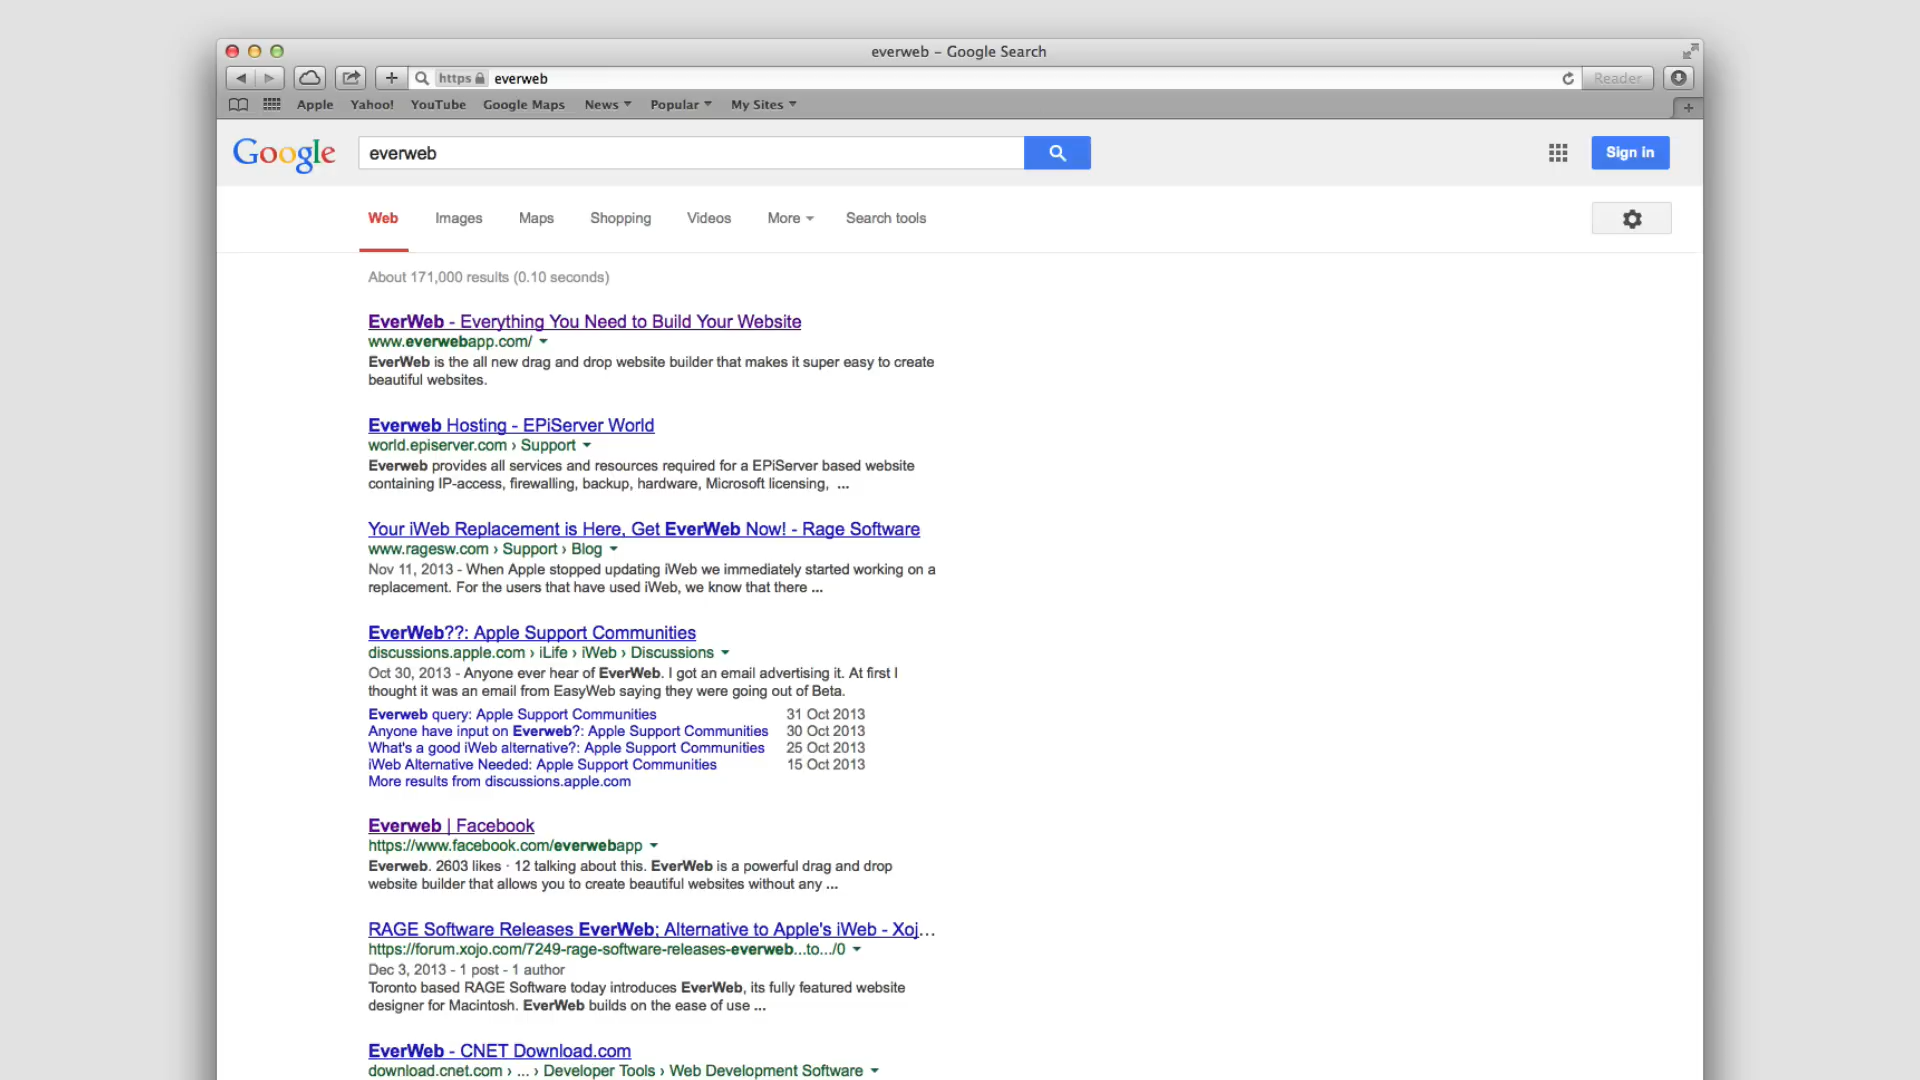 everweb – Google Search
https everweb Reader
Apple Yahoo! YouTube Google Maps News Popular My Sites
Google everweb Sign in
Web Images Maps Shopping Videos More Search tools
About 171,000 results (0.10 seconds)
EverWeb - Everything You Need to Build Your Website
www.everwebapp.com/
EverWeb is the all new drag and drop website builder that makes it super easy to create
beautiful websites.
Everweb Hosting - EPiServer World
world.episerver.com › Support
Everweb provides all services and resources required for a EPiServer based website
containing IP-access, firewalling, backup, hardware, Microsoft licensing, ...
Your iWeb Replacement is Here, Get EverWeb Now! - Rage Software
www.ragesw.com › Support › Blog
Nov 11, 2013 - When Apple stopped updating iWeb we immediately started working on a
replacement. For the users that have used iWeb, we know that there ...
EverWeb??: Apple Support Communities
discussions.apple.com › iLife › iWeb › Discussions
Oct 30, 2013 - Anyone ever hear of EverWeb. I got an email advertising it. At first I
thought it was an email from EasyWeb saying they were going out of Beta.
Everweb query: Apple Support Communities 31 Oct 2013
Anyone have input on Everweb?: Apple Support Communities 30 Oct 2013
What's a good iWeb alternative?: Apple Support Communities 25 Oct 2013
iWeb Alternative Needed: Apple Support Communities 15 Oct 2013
More results from discussions.apple.com
Everweb | Facebook
https://www.facebook.com/everwebapp
Everweb. 2603 likes · 12 talking about this. EverWeb is a powerful drag and drop
website builder that allows you to create beautiful websites without any ...
RAGE Software Releases EverWeb; Alternative to Apple's iWeb - Xoj...
https://forum.xojo.com/7249-rage-software-releases-everweb...to.../0
Dec 3, 2013 - 1 post - 1 author
Toronto based RAGE Software today introduces EverWeb, its fully featured website
designer for Macintosh. EverWeb builds on the ease of use ...
EverWeb - CNET Download.com
download.cnet.com › ... › Developer Tools › Web Development Software